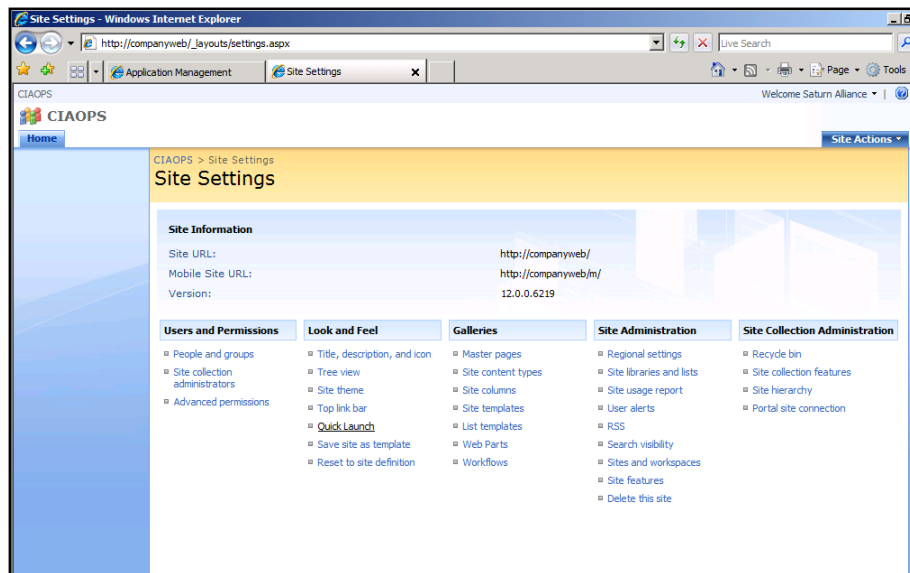 Site Settings - Windows Internet Explorer
http://companyweb/_layouts/settings.aspx
Live Search
Application Management
Site Settings
Page
Tools
CIAOPS
Welcome Saturn Alliance
CIAOPS
Home
Site Actions
CIAOPS > Site Settings
Site Settings
Site Information
Site URL: http://companyweb/
Mobile Site URL: http://companyweb/m/
Version: 12.0.0.6219
Users and Permissions
People and groups
Site collection
administrators
Advanced permissions
Look and Feel
Title, description, and icon
Tree view
Site theme
Top link bar
Quick Launch
Save site as template
Reset to site definition
Galleries
Master pages
Site content types
Site columns
Site templates
List templates
Web Parts
Workflows
Site Administration
Regional settings
Site libraries and lists
Site usage report
User alerts
RSS
Search visibility
Sites and workspaces
Site features
Delete this site
Site Collection Administration
Recycle bin
Site collection features
Site hierarchy
Portal site connection